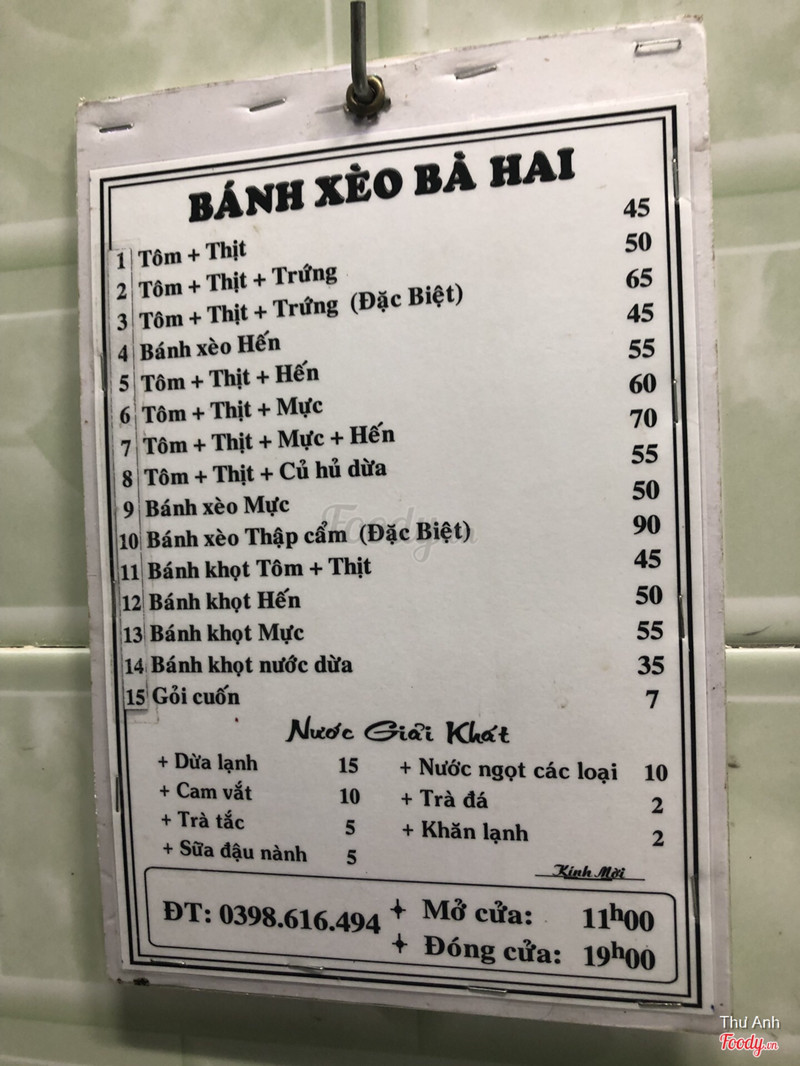 BÁNH XÈO BÀ HAI
1 Tôm + Thịt 45
2 Tôm + Thịt + Trứng 50
3 Tôm + Thịt + Trứng (Đặc Biệt) 65
4 Bánh xèo Hến 45
5 Tôm + Thịt + Hến 55
6 Tôm + Thịt + Mực 60
7 Tôm + Thịt + Mực + Hến 70
8 Tôm + Thịt + Củ hủ dừa 55
9 Bánh xèo Mực 50
10 Bánh xèo Thập cẩm (Đặc Biệt) 90
11 Bánh khọt Tôm + Thịt 45
12 Bánh khọt Hến 50
13 Bánh khọt Mực 55
14 Bánh khọt nước dừa 35
15 Gỏi cuốn 7
Nước Giải Khát
+ Dừa lạnh 15 + Nước ngọt các loại 10
+ Cam vắt 10 + Trà đá 2
+ Trà tắc 5 + Khăn lạnh 2
+ Sữa đậu nành 5
Kính Mời
ĐT: 0398.616.494 + Mở cửa: 11h00
+ Đóng cửa: 19h00
Foody.vn
Thư Anh
Foody.vn